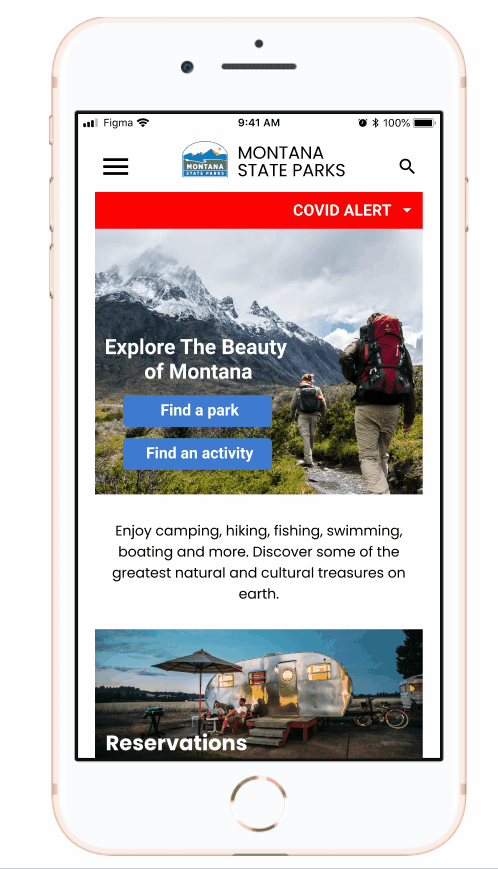 Figma 9:41 AM 100%
MONTANA
STATE PARKS
MONTANA
STATE PARKS
COVID ALERT
Explore The Beauty
of Montana
Find a park
Find an activity
Enjoy camping, hiking, fishing, swimming,
boating and more. Discover some of the
greatest natural and cultural treasures on
earth.
Reservations